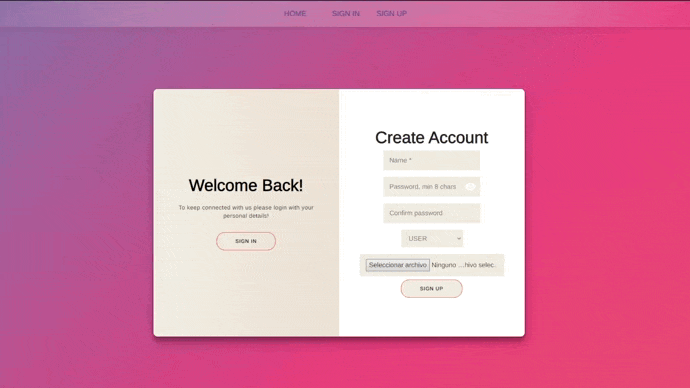 HOME SIGN IN SIGN UP
Welcome Back!
To keep connected with us please login with your
personal details!
SIGN IN
Create Account
Name *
Password, min 8 chars
Confirm password
USER
Seleccionar archivo Ninguno ...hivo selec.
SIGN UP